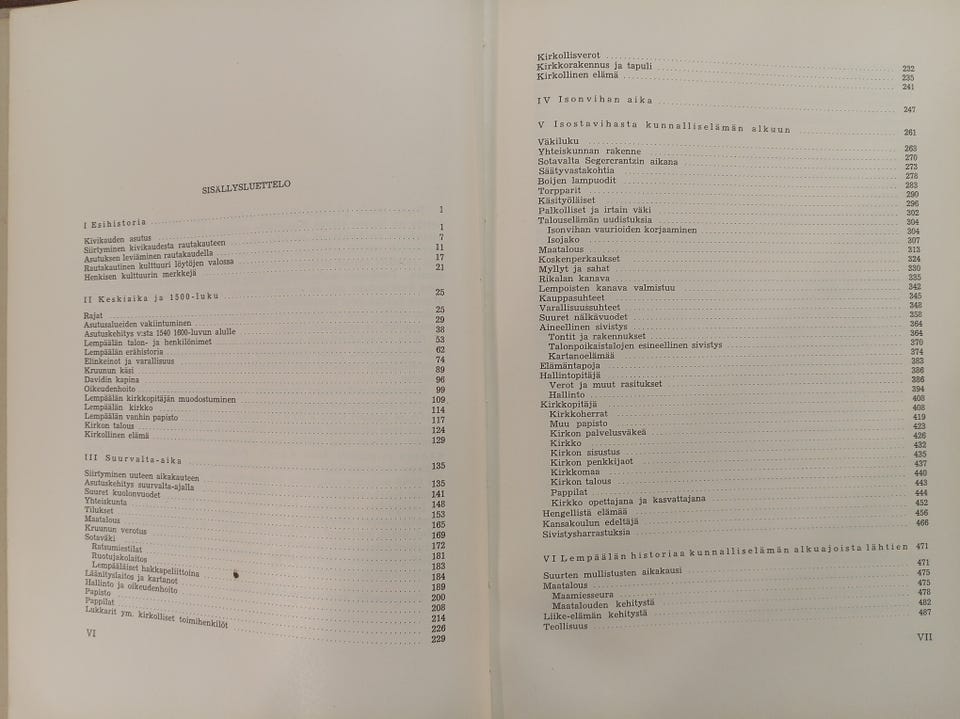 SISÄLLYSLUETTELO
I Esihistoria 1
Kivikauden asutus 1
Siirtyminen kivikaudesta rautakauteen 7
Asutuksen leviäminen rautakaudella 11
Rautakautinen kulttuuri löytöjen valossa 17
Henkisen kulttuurin merkkejä 21
II Keskiaika ja 1500-luku 25
Rajat 25
Asutusalueiden vakiintuminen 29
Asutuskehitys v:sta 1540 1600-luvun alulle 38
Lempäälän talon- ja henkilönimet 53
Lempäälän erähistoria 62
Elinkeinot ja varallisuus 74
Kruunun käsi 89
Davidin kapina 96
Oikeudenhoito 99
Lempäälän kirkkopitäjän muodostuminen 109
Lempäälän kirkko 114
Lempäälän vanhin papisto 117
Kirkon talous 124
Kirkollinen elämä 129
III Suurvalta-aika 135
Siirtyminen uuteen aikakauteen 135
Asutuskehitys suurvalta-ajalla 141
Suuret kuolonvuodet 148
Yhteiskunta 153
Tilukset 165
Maatalous 169
Kruunun verotus 172
Sotaväki 181
Ratsumiestilat 183
Ruotujakolaitos 184
Lempääläiset hakkapeliittoina 189
Läänityslaitos ja kartanot 200
Hallinto ja oikeudenhoito 208
Papisto 214
Pappilat 226
Lukkarit ym. kirkolliset toimihenkilöt 229
VI
Kirkollisverot 232
Kirkkorakennus ja tapuli 235
Kirkollinen elämä 241
IV Isonvihan aika 247
V Isostavihasta kunnalliselämän alkuun 261
Väkiluku 263
Yhteiskunnan rakenne 270
Sotavalta Segercrantzin aikana 273
Säätyvastakohtia 278
Boijen lampuodit 283
Torpparit 290
Käsityöläiset 296
Palkolliset ja irtain väki 302
Talouselämän uudistuksia 304
Isonvihan vaurioiden korjaaminen 304
Isojako 307
Maatalous 313
Koskenperkaukset 324
Myllyt ja sahat 330
Rikalan kanava 335
Lempoisten kanava valmistuu 342
Kauppasuhteet 345
Varallisuussuhteet 348
Suuret nälkävuodet 358
Aineellinen sivistys 364
Tontit ja rakennukset 364
Talonpoikaistalojen esineellinen sivistys 370
Kartanoelämää 374
Elämäntapoja 383
Hallintopitäjä 386
Verot ja muut rasitukset 386
Hallinto 394
Kirkkopitäjä 408
Kirkkoherrat 408
Muu papisto 419
Kirkon palvelusväkeä 423
Kirkko 426
Kirkon sisustus 432
Kirkon penkkijaot 435
Kirkkomaa 437
Kirkon talous 440
Pappilat 443
Kirkko opettajana ja kasvattajana 444
Hengellistä elämää 452
Kansakoulun edeltäjä 456
Sivistysharrastuksia 466
VI Lempäälän historiaa kunnalliselämän alkuajoista lähtien 471
Suurten mullistusten aikakausi 471
Maatalous 475
Maamiesseura 475
Maatalouden kehitystä 478
Liike-elämän kehitystä 482
Teollisuus 487
VII